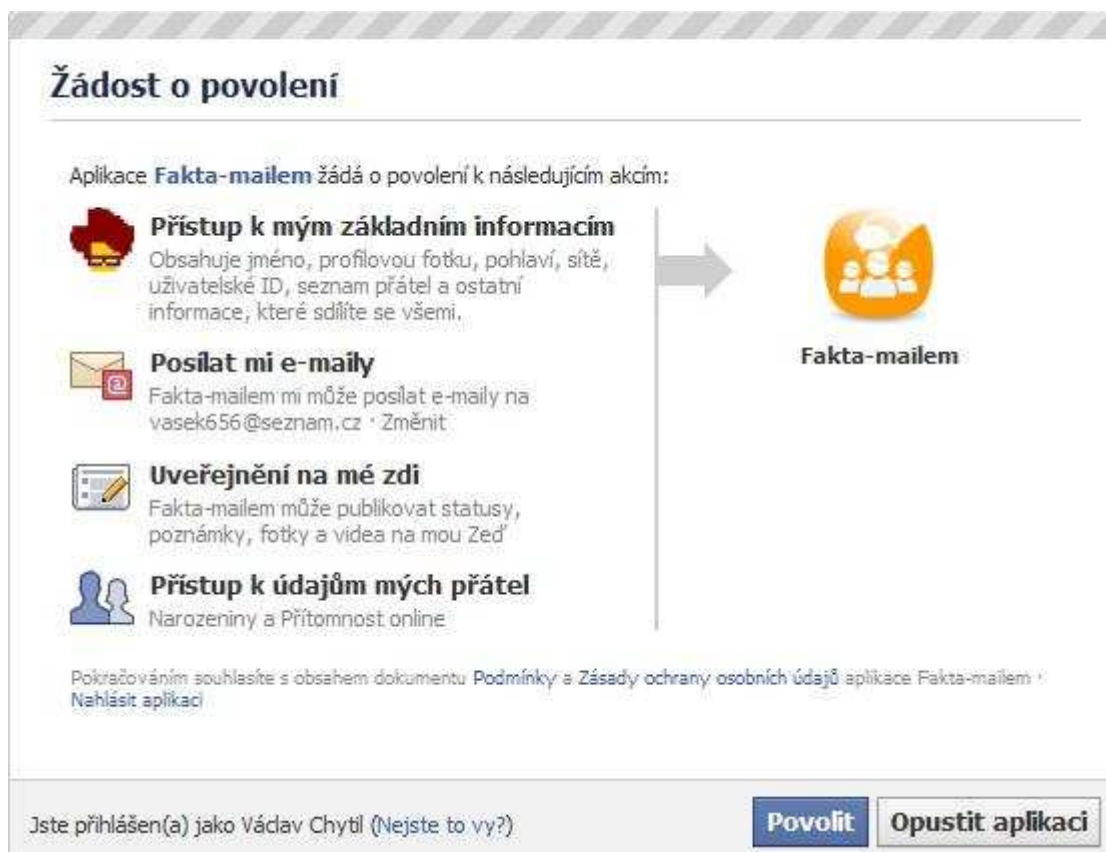 Žádost o povolení
Aplikace Fakta-mailem žádá o povolení k následujícím akcím:
Přístup k mým základním informacím
Obsahuje jméno, profilovou fotku, pohlaví, sítě,
uživatelské ID, seznam přátel a ostatní
informace, které sdílíte se všemi.
Posílat mi e-maily
Fakta-mailem mi může posílat e-maily na
vasek656@seznam.cz · Změnit
Uveřejnění na mé zdi
Fakta-mailem může publikovat statusy,
poznámky, fotky a videa na mou Zeď
Přístup k údajům mých přátel
Narozeniny a Přítomnost online
Fakta-mailem
Pokračováním souhlasíte s obsahem dokumentu Podmínky a Zásady ochrany osobních údajů aplikace Fakta-mailem ·
Nahlásit aplikaci
Jste přihlášen(a) jako Václav Chytil (Nejste to vy?)
Povolit
Opustit aplikaci